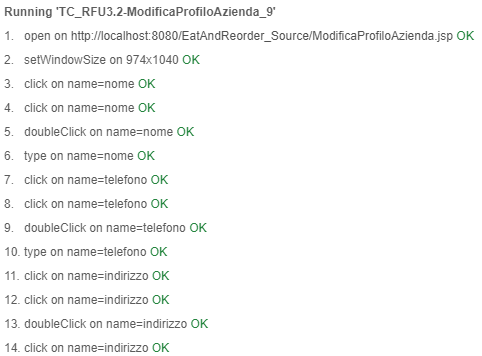 Running 'TC_RFU3.2-ModificaProfiloAzienda_9'
1. open on http://localhost:8080/EatAndReorder_Source/ModificaProfiloAzienda.jsp OK
2. setWindowSize on 974x1040 OK
3. click on name=nome OK
4. click on name=nome OK
5. doubleClick on name=nome OK
6. type on name=nome OK
7. click on name=telefono OK
8. click on name=telefono OK
9. doubleClick on name=telefono OK
10. type on name=telefono OK
11. click on name=indirizzo OK
12. click on name=indirizzo OK
13. doubleClick on name=indirizzo OK
14. click on name=indirizzo OK